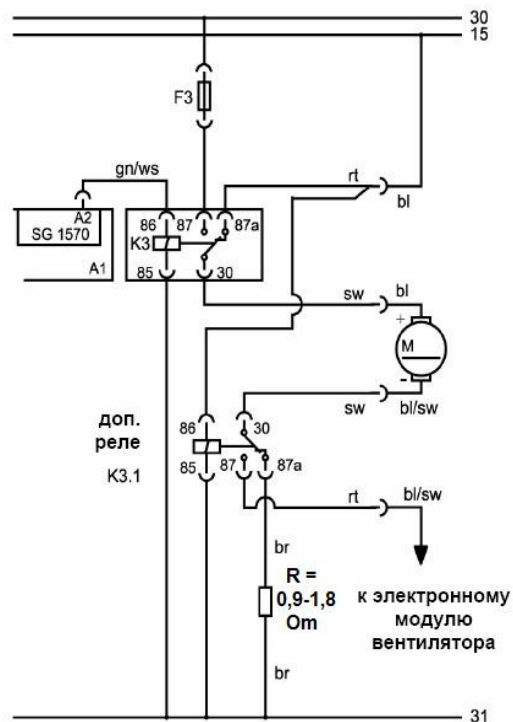 30
15
F3
gn/ws
A2
SG 1570
A1
86
87
87a
K3
85
30
rt
bl
sw
bl
+
M
-
sw
bl/sw
доп.
реле
K3.1
86
30
85
87
87a
rt
bl/sw
br
R =
0,9-1,8
Om
к электронному
модулю
вентилятора
br
31